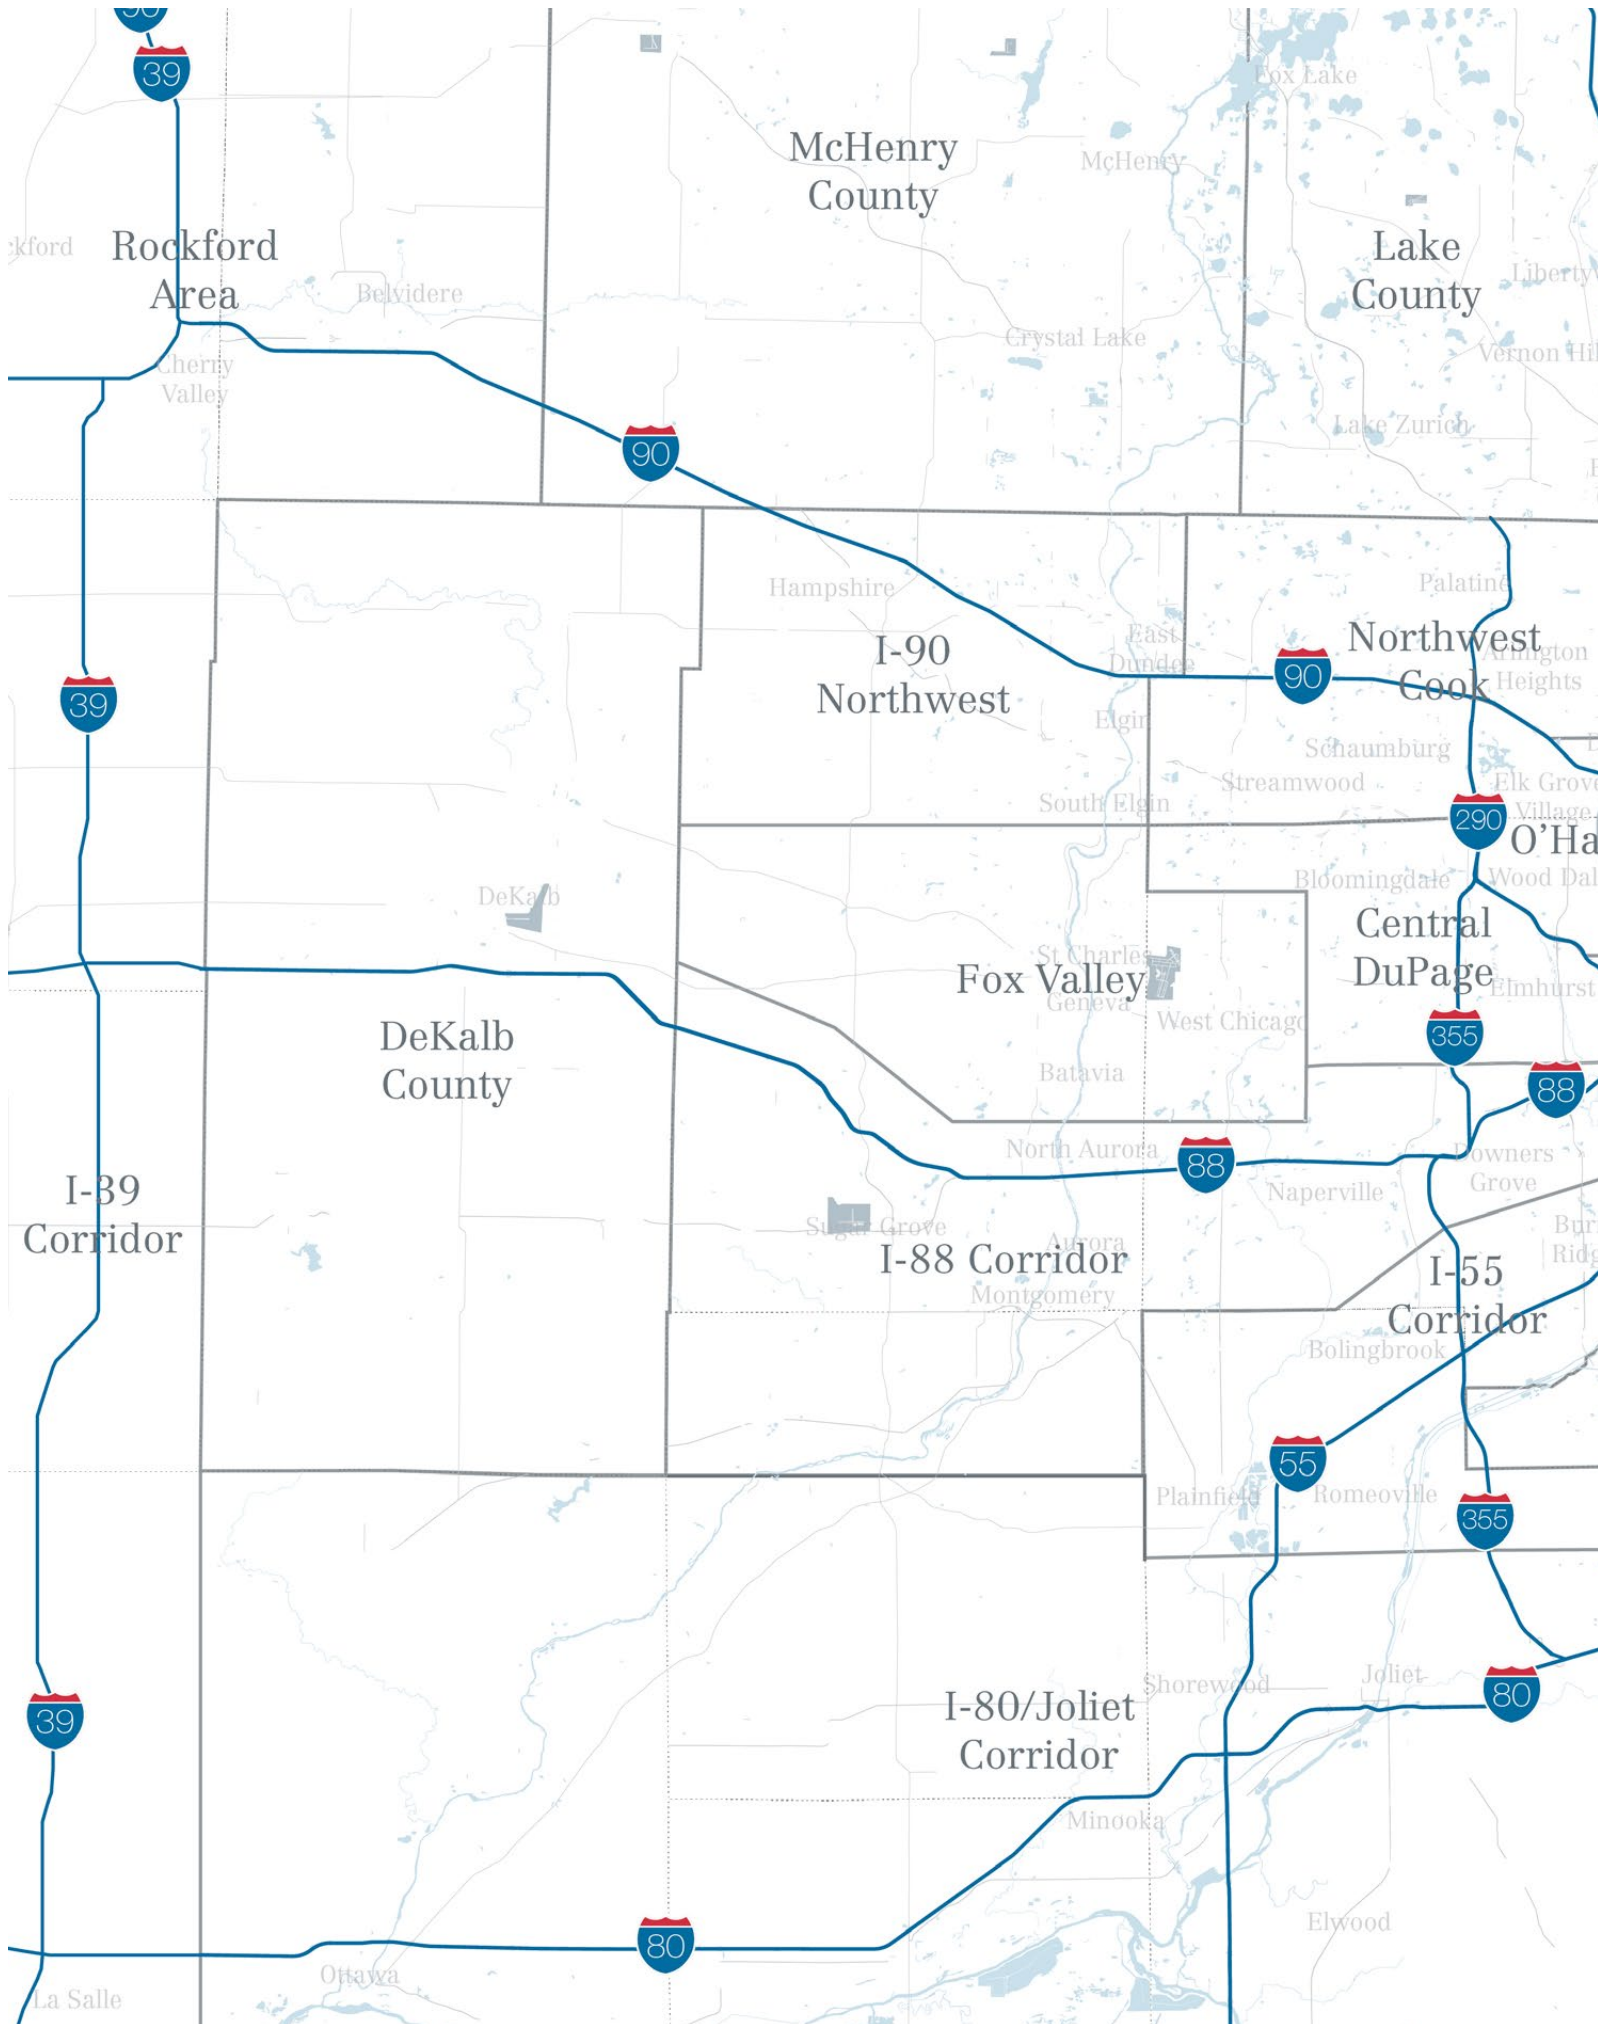 39
Fox Lake
McHenry
County
McHenry
Rockford
Area
Lake
County
Belvidere
Crystal Lake
Cherry
Valley
Lake Zurich
90
Hampshire
Palatine
East
Dundee
I-90
Northwest
Northwest
Cook
Arlington
Heights
90
39
Elgin
Schaumburg
Streamwood
South Elgin
Elk Grove
Village
290
O'Ha
Bloomingdale
Wood Dal
DeKalb
Central
DuPage
St Charles
Fox Valley
Geneva
Elmhurst
West Chicago
355
DeKalb
County
Batavia
88
North Aurora
88
Downers
Grove
Naperville
I-39
Corridor
Sugar Grove
Aurora
I-88 Corridor
Montgomery
Bur
Ridg
I-55
Corridor
Bolingbrook
55
Plainfield
Romeoville
355
Shorewood
Joliet
80
I-80/Joliet
Corridor
39
Minooka
Elwood
80
Ottawa
La Salle